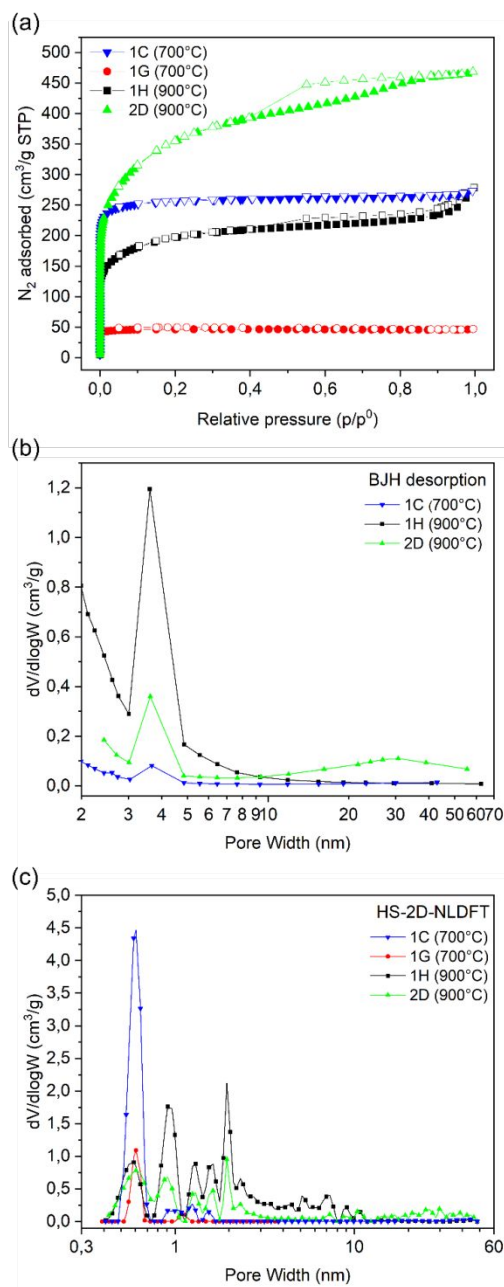 (a)
1C (700°C)
1G (700°C)
1H (900°C)
2D (900°C)
500
450
400
350
300
250
200
150
100
50
0
N₂ adsorbed (cm³/g STP)
0,0 0,2 0,4 0,6 0,8 1,0
Relative pressure (p/p⁰)
(b)
BJH desorption
1C (700°C)
1H (900°C)
2D (900°C)
1,2
1,0
0,8
0,6
0,4
0,2
0,0
dV/dlogW (cm³/g)
2 3 4 5 6 7 8 910 20 30 40 50 6070
Pore Width (nm)
(c)
HS-2D-NLDFT
1C (700°C)
1G (700°C)
1H (900°C)
2D (900°C)
5,0
4,5
4,0
3,5
3,0
2,5
2,0
1,5
1,0
0,5
0,0
dV/dlogW (cm³/g)
0,3 1 10 60
Pore Width (nm)